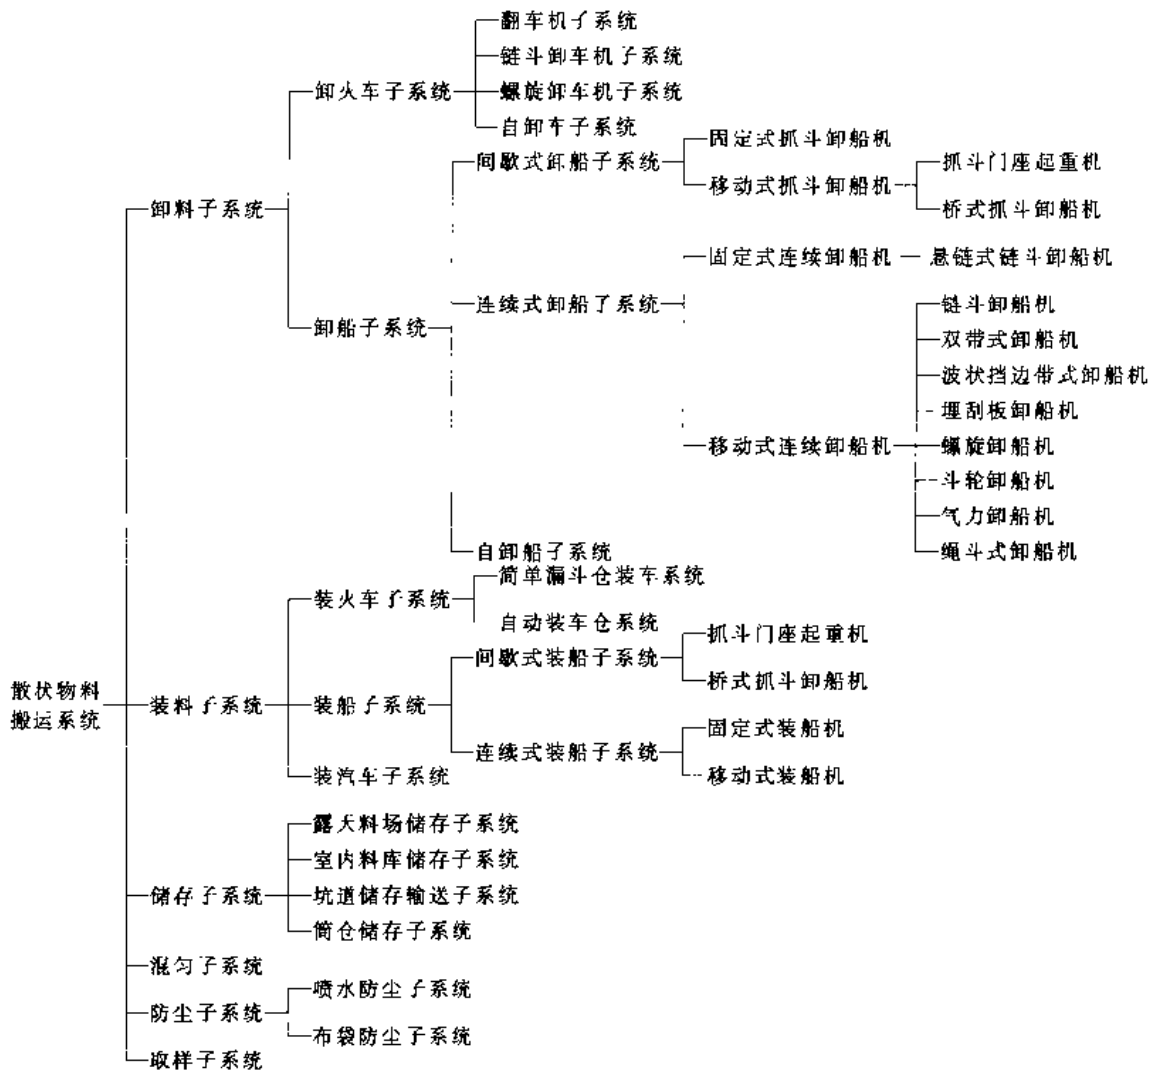 散状物料
搬运系统
卸料子系统
卸火车子系统
翻车机子系统
链斗卸车机子系统
螺旋卸车机子系统
自卸车子系统
卸船子系统
间歇式卸船子系统
固定式抓斗卸船机
移动式抓斗卸船机
抓斗门座起重机
桥式抓斗卸船机
连续式卸船子系统
固定式连续卸船机
悬链式链斗卸船机
移动式连续卸船机
链斗卸船机
双带式卸船机
波状挡边带式卸船机
埋刮板卸船机
螺旋卸船机
斗轮卸船机
气力卸船机
绳斗式卸船机
自卸船子系统
装料子系统
装火车子系统
简单漏斗仓装车系统
自动装车仓系统
装船子系统
间歇式装船子系统
抓斗门座起重机
桥式抓斗卸船机
连续式装船子系统
固定式装船机
移动式装船机
装汽车子系统
储存子系统
露天料场储存子系统
室内料库储存子系统
坑道储存输送子系统
筒仓储存子系统
混匀子系统
防尘子系统
喷水防尘子系统
布袋防尘子系统
取样子系统